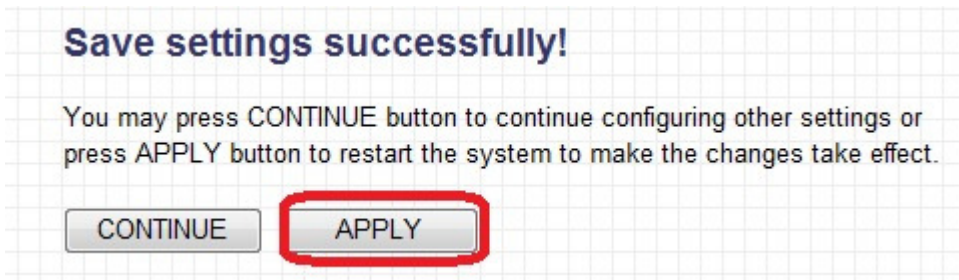 Save settings successfully!
You may press CONTINUE button to continue configuring other settings or
press APPLY button to restart the system to make the changes take effect.
CONTINUE APPLY